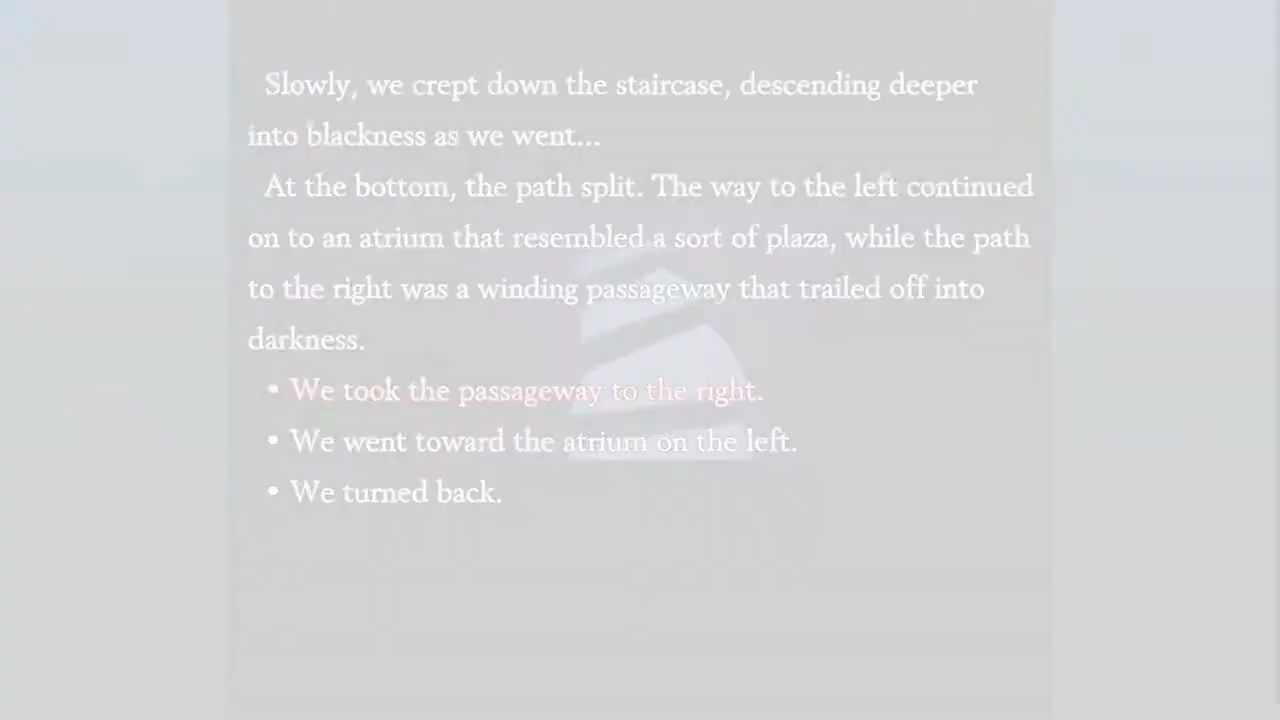 Slowly, we crept down the staircase, descending deeper
into blackness as we went...
At the bottom, the path split. The way to the left continued
on to an atrium that resembled a sort of plaza, while the path
to the right was a winding passageway that trailed off into
darkness.
• We took the passageway to the right.
• We went toward the atrium on the left.
• We turned back.